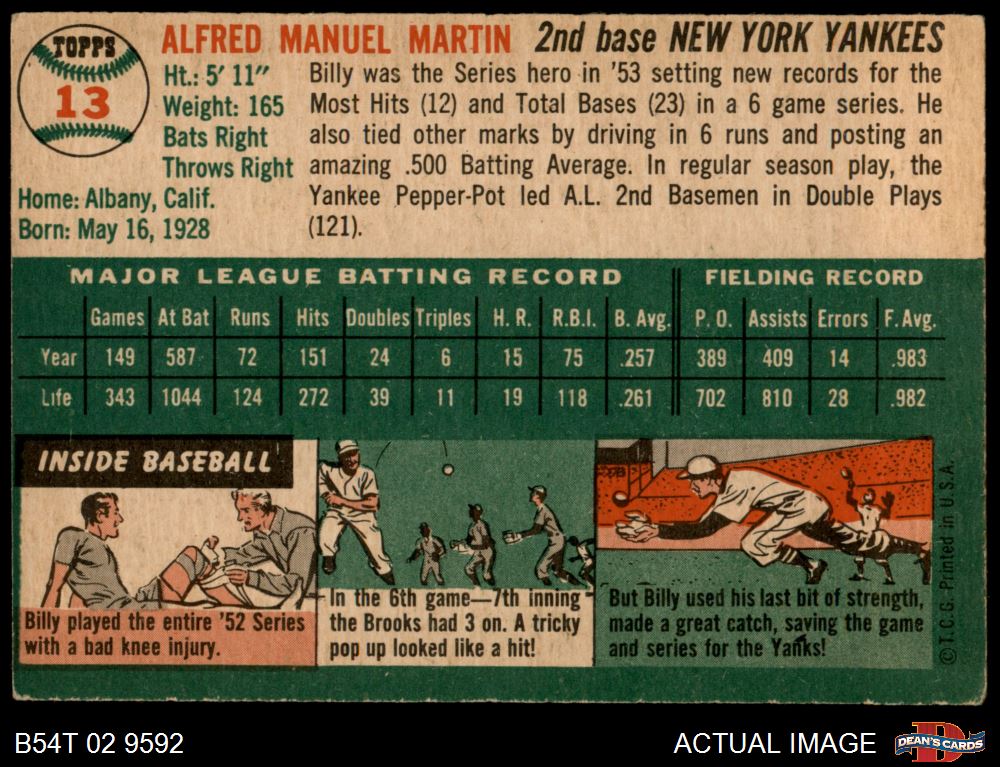 TOPPS
13
ALFRED MANUEL MARTIN 2nd base NEW YORK YANKEES
Ht.: 5' 11"
Weight: 165
Bats Right
Throws Right
Home: Albany, Calif.
Born: May 16, 1928
Billy was the Series hero in '53 setting new records for the
Most Hits (12) and Total Bases (23) in a 6 game series. He
also tied other marks by driving in 6 runs and posting an
amazing .500 Batting Average. In regular season play, the
Yankee Pepper-Pot led A.L. 2nd Basemen in Double Plays
(121).
MAJOR LEAGUE BATTING RECORD FIELDING RECORD
Games At Bat Runs Hits Doubles Triples H. R. R.B.I. B. Avg. P. O. Assists Errors F. Avg.
Year 149 587 72 151 24 6 15 75 .257 389 409 14 .983
Life 343 1044 124 272 39 11 19 118 .261 702 810 28 .982
INSIDE BASEBALL
Billy played the entire '52 Series
with a bad knee injury.
In the 6th game—7th inning
the Brooks had 3 on. A tricky
pop up looked like a hit!
But Billy used his last bit of strength,
made a great catch, saving the game
and series for the Yanks!
© T.C.G. Printed in U.S.A.
B54T 02 9592
ACTUAL IMAGE
D
DEAN'S CARDS